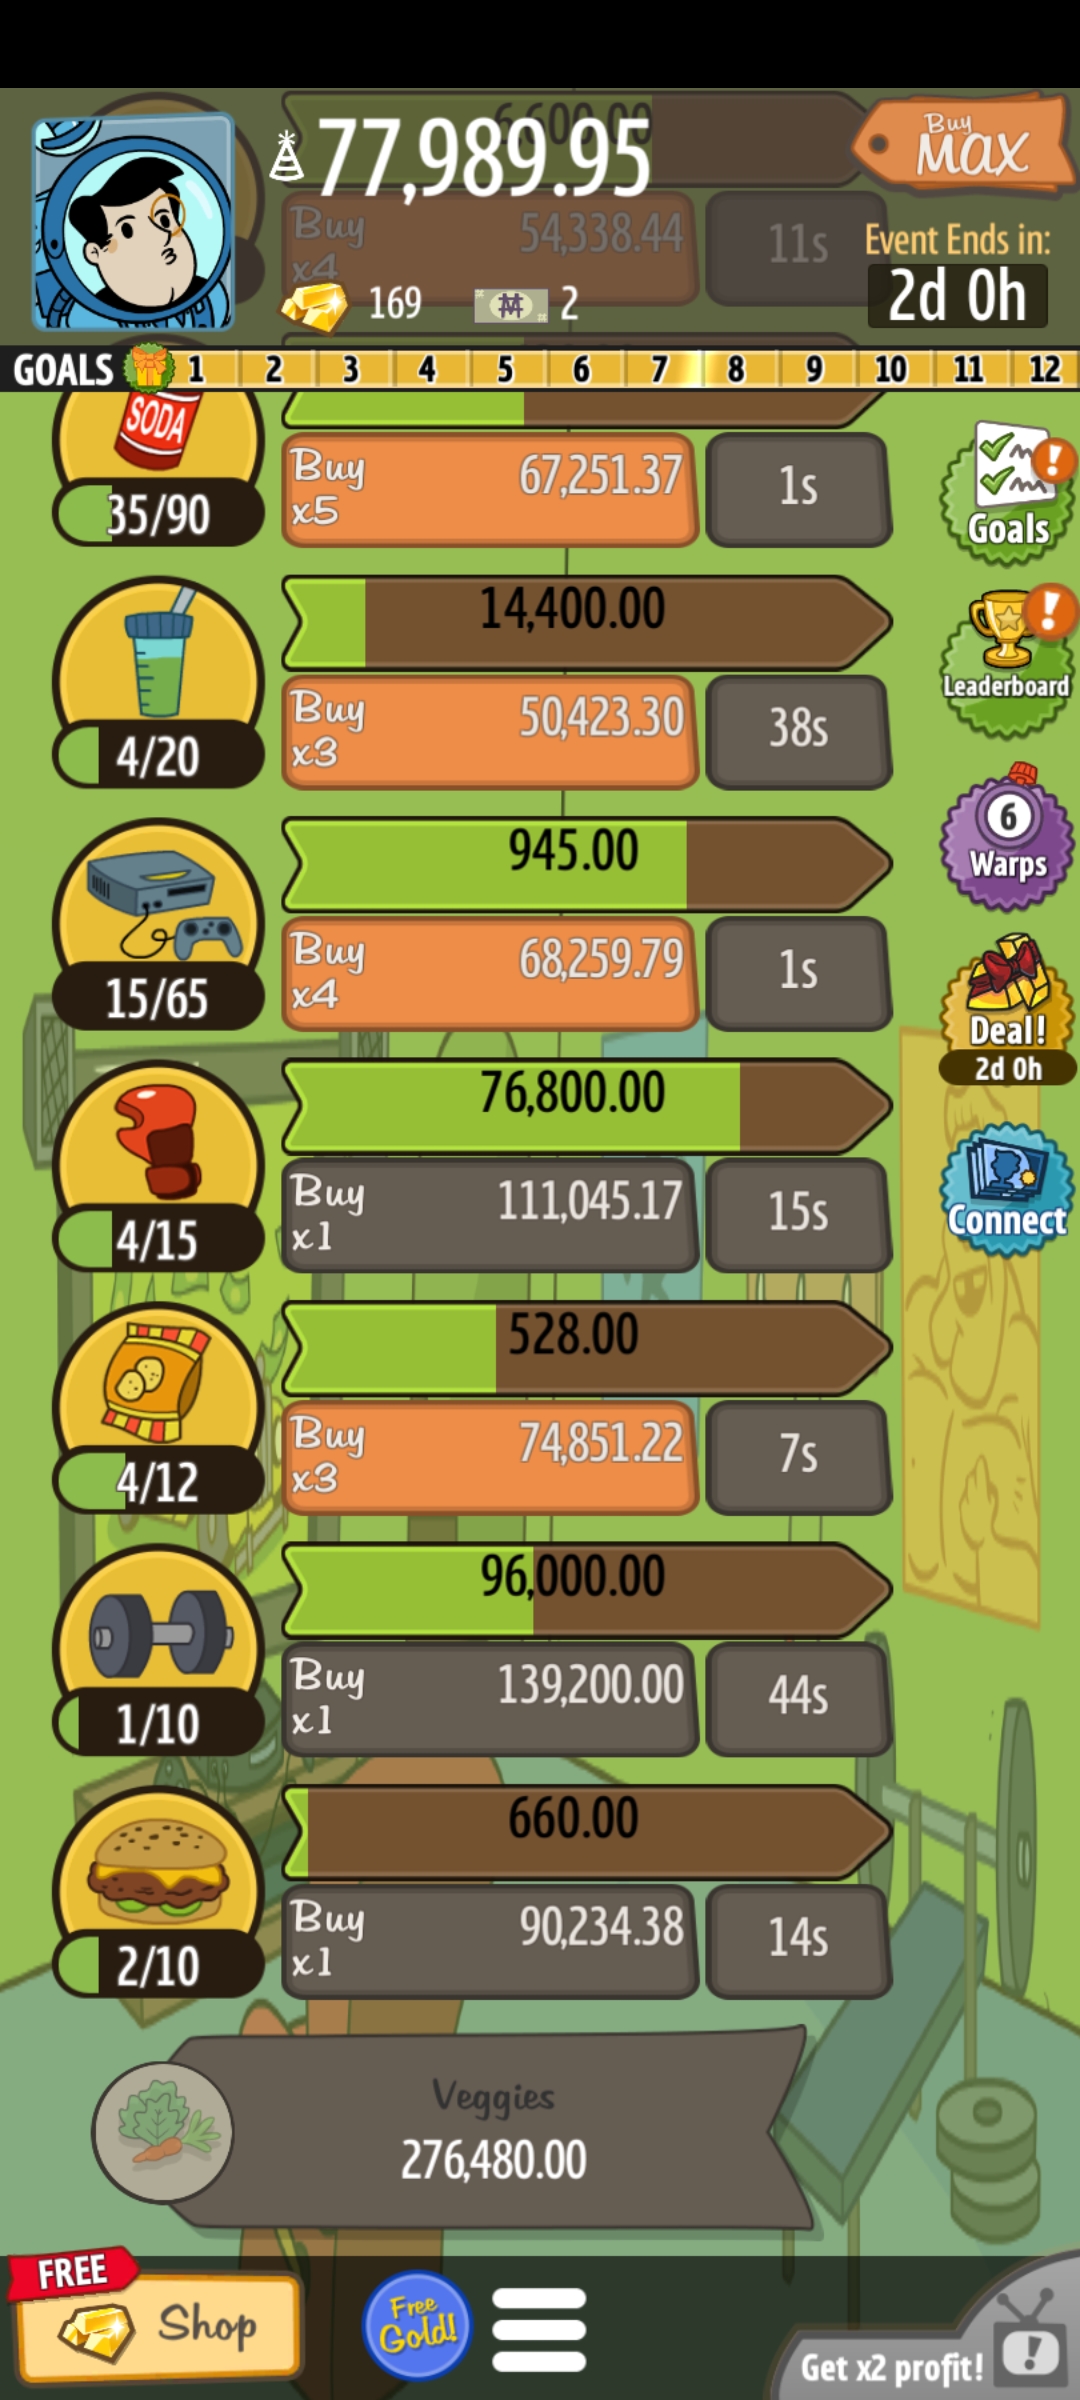 6,600.00
77,989.95
Buy
MAX
Buy
x4
54,338.44
11s
Event Ends in:
2d 0h
169
2
GOALS 1 2 3 4 5 6 7 8 9 10 11 12
SODA
35/90
Buy
x5
67,251.37
1s
Goals
14,400.00
4/20
Buy
x3
50,423.30
38s
Leaderboard
945.00
15/65
Buy
x4
68,259.79
1s
6
Warps
Deal!
2d 0h
76,800.00
4/15
Buy
x1
111,045.17
15s
Connect
528.00
4/12
Buy
x3
74,851.22
7s
96,000.00
1/10
Buy
x1
139,200.00
44s
660.00
2/10
Buy
x1
90,234.38
14s
Veggies
276,480.00
FREE
Shop
Free
Gold!
Get x2 profit!